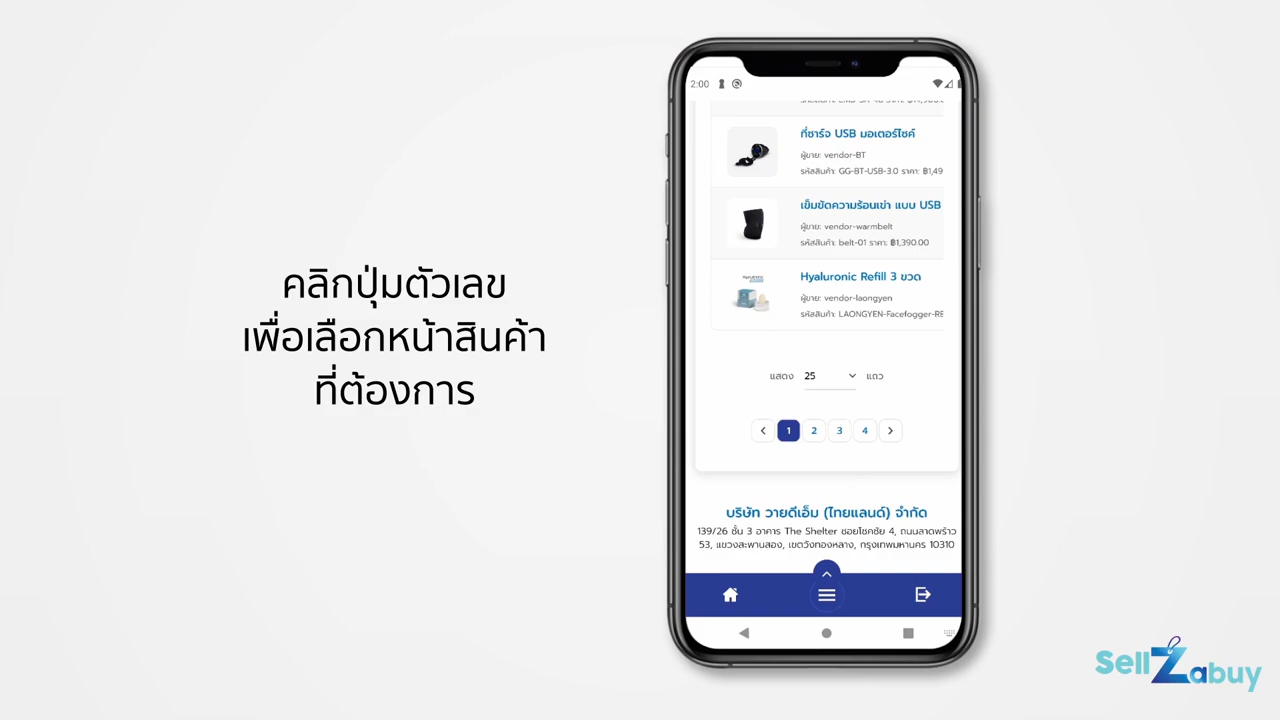 คลิกปุ่มตัวเลข
เพื่อเลือกหน้าสินค้า
ที่ต้องการ
2:00
ที่ชาร์จ USB มอเตอร์ไซค์
ผู้ขาย: vendor-BT
รหัสสินค้า: GG-BT-USB-3.0 ราคา: ฿1,49
เข็มขัดความร้อนเข่า แบบ USB
ผู้ขาย: vendor-warmbelt
รหัสสินค้า: belt-01 ราคา: ฿1,390.00
Hyaluronic Refill 3 ขวด
ผู้ขาย: vendor-laongyen
รหัสสินค้า: LAONGYEN-Facefogger-RE
แสดง 25 แถว
1 2 3 4
บริษัท วายดีเอ็ม (ไทยแลนด์) จำกัด
139/26 ชั้น 3 อาคาร The Shelter ซอยโชคชัย 4, ถนนลาดพร้าว
53, แขวงสะพานสอง, เขตวังทองหลาง, กรุงเทพมหานคร 10310
SellZabuy